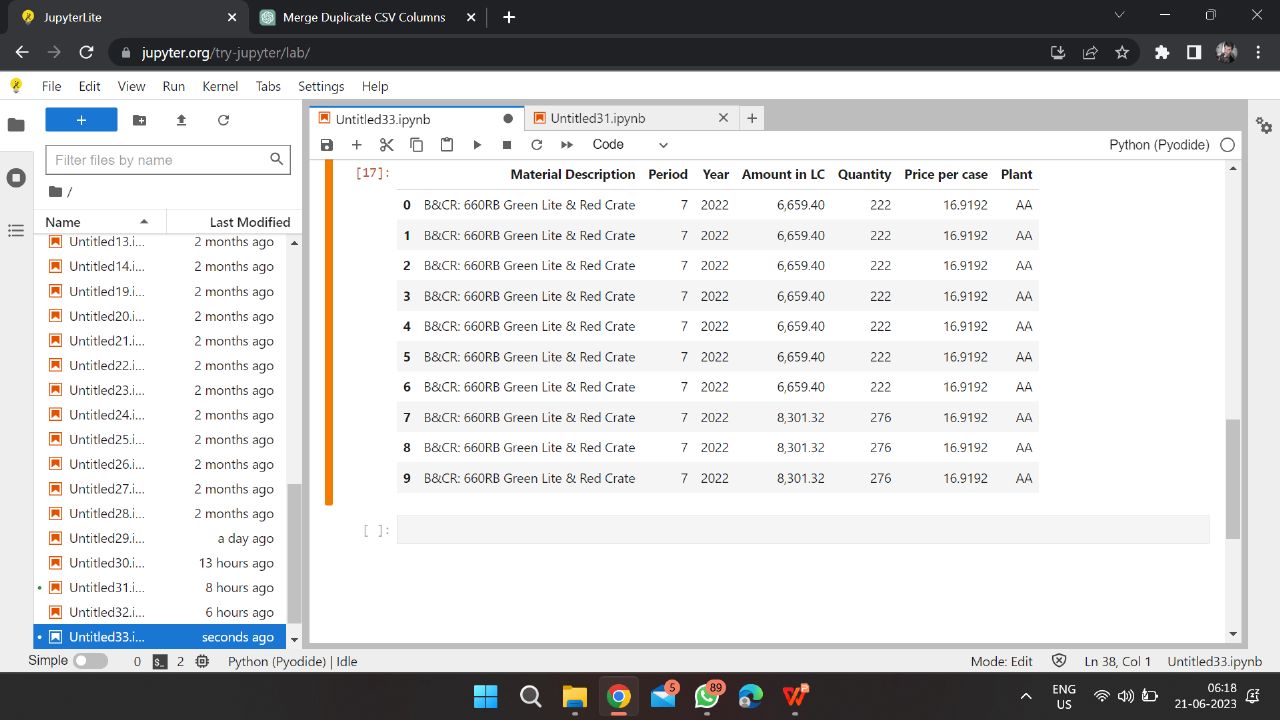 JupyterLite
Merge Duplicate CSV Columns
jupyter.org/try-jupyter/lab/
File Edit View Run Kernel Tabs Settings Help
+
Filter files by name
/
Name Last Modified
Untitled13.i... 2 months ago
Untitled14.i... 2 months ago
Untitled19.i... 2 months ago
Untitled20.i... 2 months ago
Untitled21.i... 2 months ago
Untitled22.i... 2 months ago
Untitled23.i... 2 months ago
Untitled24.i... 2 months ago
Untitled25.i... 2 months ago
Untitled26.i... 2 months ago
Untitled27.i... 2 months ago
Untitled28.i... 2 months ago
Untitled29.i... a day ago
Untitled30.i... 13 hours ago
Untitled31.i... 8 hours ago
Untitled32.i... 6 hours ago
Untitled33.i... seconds ago
Untitled33.ipynb Untitled31.ipynb
Code Python (Pyodide)
[17]: Material Description Period Year Amount in LC Quantity Price per case Plant
0 B&CR: 660RB Green Lite & Red Crate 7 2022 6,659.40 222 16.9192 AA
1 B&CR: 660RB Green Lite & Red Crate 7 2022 6,659.40 222 16.9192 AA
2 B&CR: 660RB Green Lite & Red Crate 7 2022 6,659.40 222 16.9192 AA
3 B&CR: 660RB Green Lite & Red Crate 7 2022 6,659.40 222 16.9192 AA
4 B&CR: 660RB Green Lite & Red Crate 7 2022 6,659.40 222 16.9192 AA
5 B&CR: 660RB Green Lite & Red Crate 7 2022 6,659.40 222 16.9192 AA
6 B&CR: 660RB Green Lite & Red Crate 7 2022 6,659.40 222 16.9192 AA
7 B&CR: 660RB Green Lite & Red Crate 7 2022 8,301.32 276 16.9192 AA
8 B&CR: 660RB Green Lite & Red Crate 7 2022 8,301.32 276 16.9192 AA
9 B&CR: 660RB Green Lite & Red Crate 7 2022 8,301.32 276 16.9192 AA
[ ]:
Simple 0 2 Python (Pyodide) | Idle Mode: Edit Ln 38, Col 1 Untitled33.ipynb
5 89
ENG
US
06:18
21-06-2023